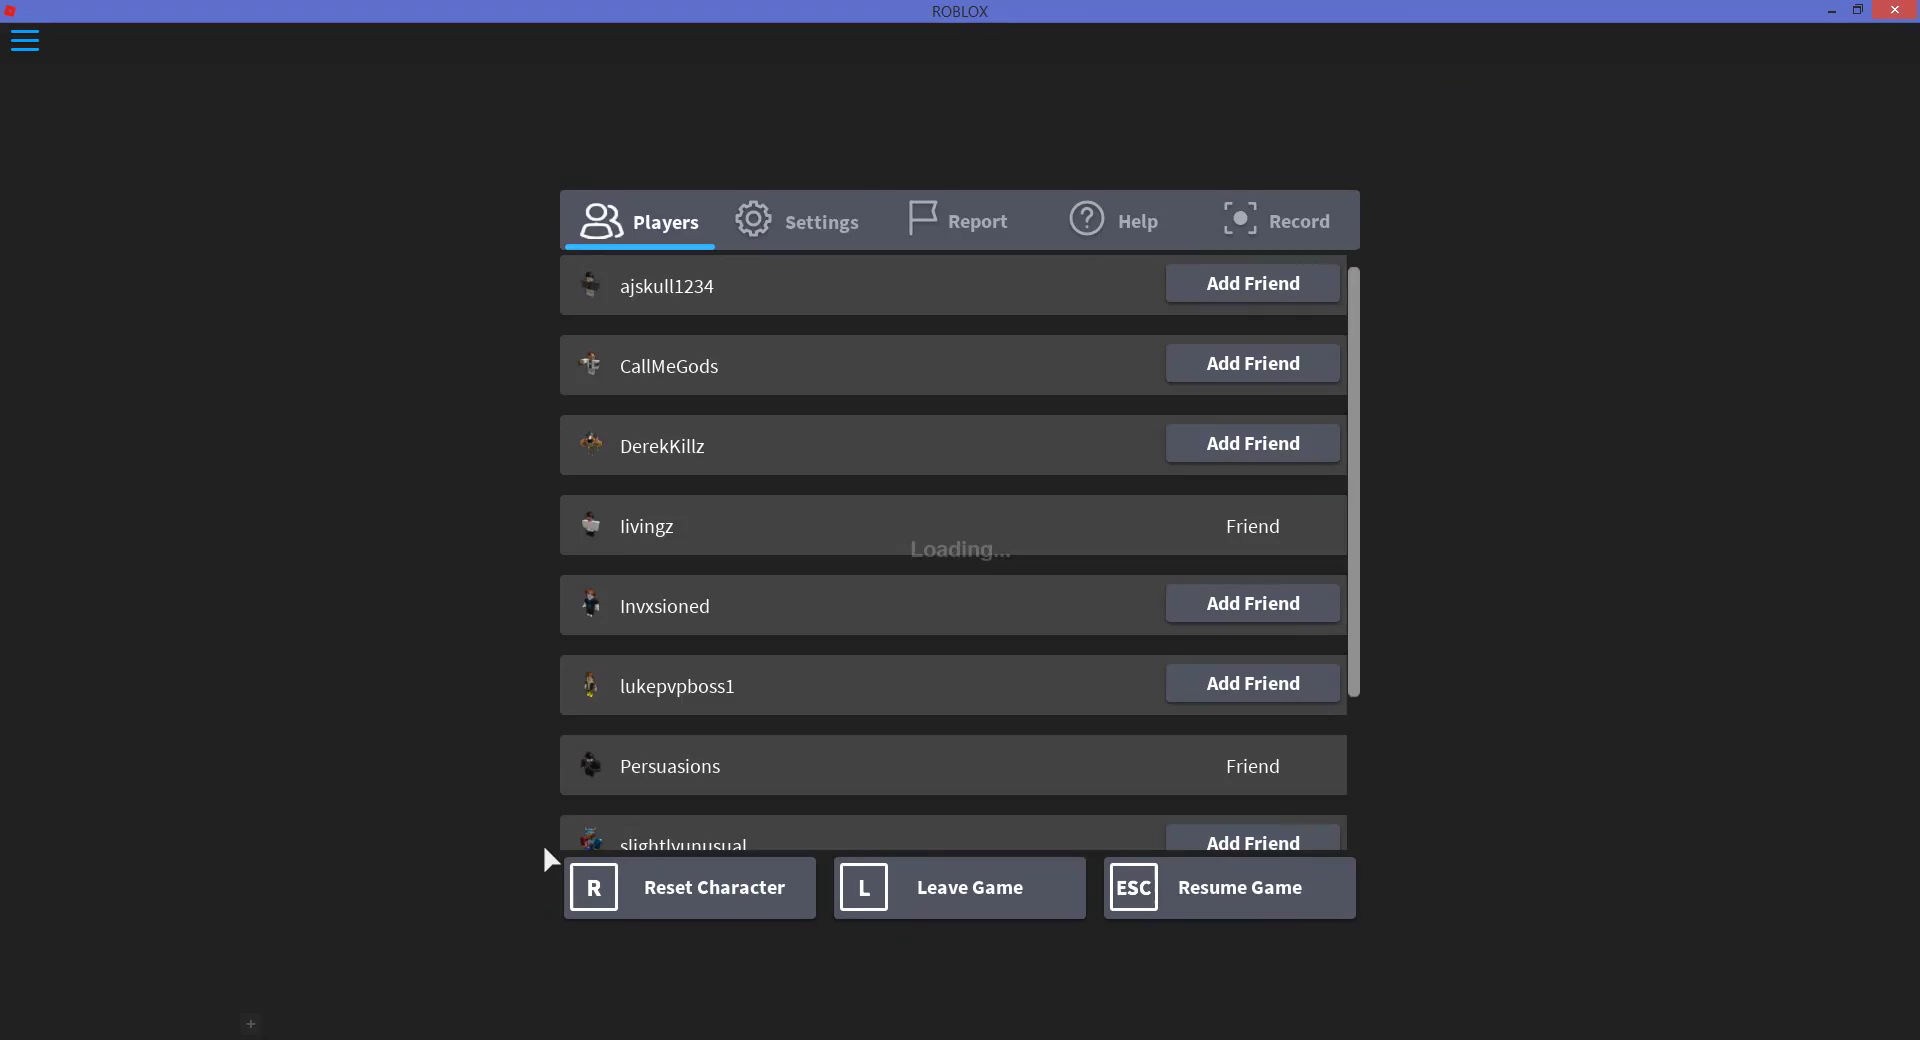 ROBLOX
Players
Settings
Report
Help
Record
ajskull1234
Add Friend
CallMeGods
Add Friend
DerekKillz
Add Friend
Iivingz
Friend
Loading...
Invxsioned
Add Friend
lukepvpboss1
Add Friend
Persuasions
Friend
slightlyunusual
Add Friend
R Reset Character
L Leave Game
ESC Resume Game
+